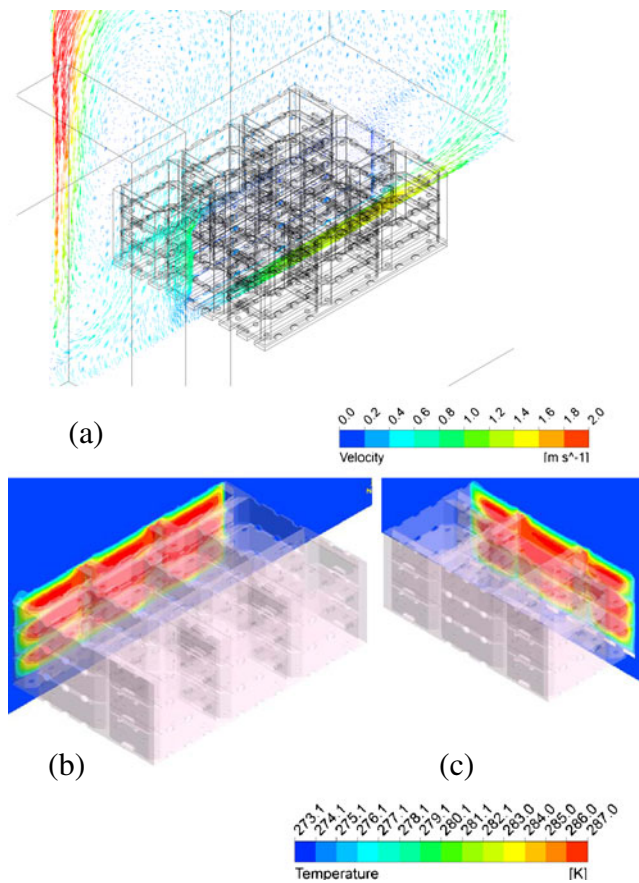 (a)
0.0 0.2 0.4 0.6 0.8 1.0 1.2 1.4 1.6 1.8 2.0
Velocity [m s^-1]
(b) (c)
273.1 274.1 275.1 276.1 277.1 278.1 279.1 280.1 281.1 282.1 283.0 284.0 285.0 286.0 287.0
Temperature [K]